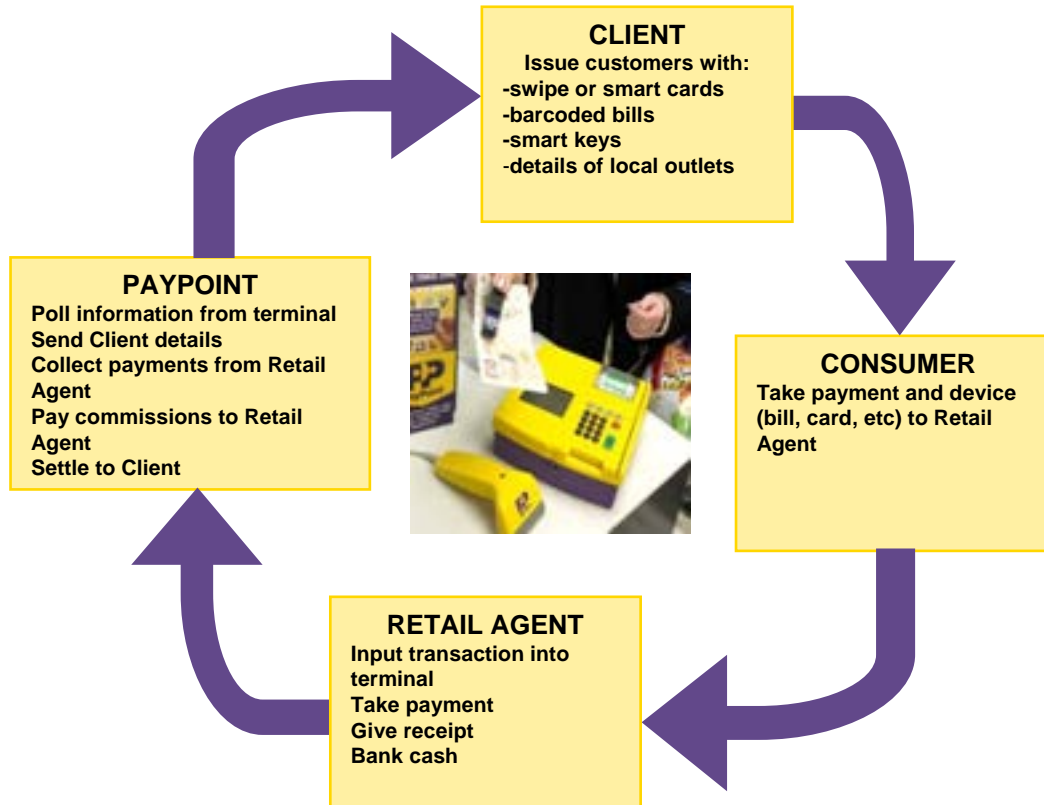 CLIENT
Issue customers with:
-swipe or smart cards
-barcoded bills
-smart keys
-details of local outlets
PAYPOINT
Poll information from terminal
Send Client details
Collect payments from Retail
Agent
Pay commissions to Retail
Agent
Settle to Client
CONSUMER
Take payment and device
(bill, card, etc) to Retail
Agent
RETAIL AGENT
Input transaction into
terminal
Take payment
Give receipt
Bank cash